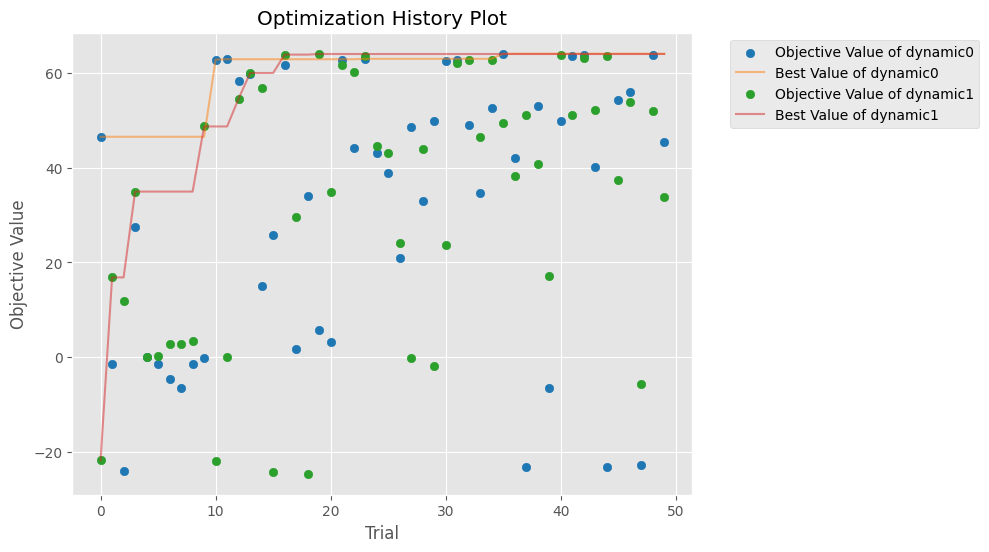 Optimization History Plot
Objective Value of dynamic0
Best Value of dynamic0
Objective Value of dynamic1
Best Value of dynamic1
Objective Value
60
40
20
0
−20
0 10 20 30 40 50
Trial